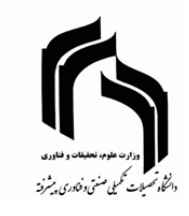 وزارت علوم، تحقیقات و فناوری
دانشگاه تحصیلات تکمیلی صنعتی و فناوری پیشرفته